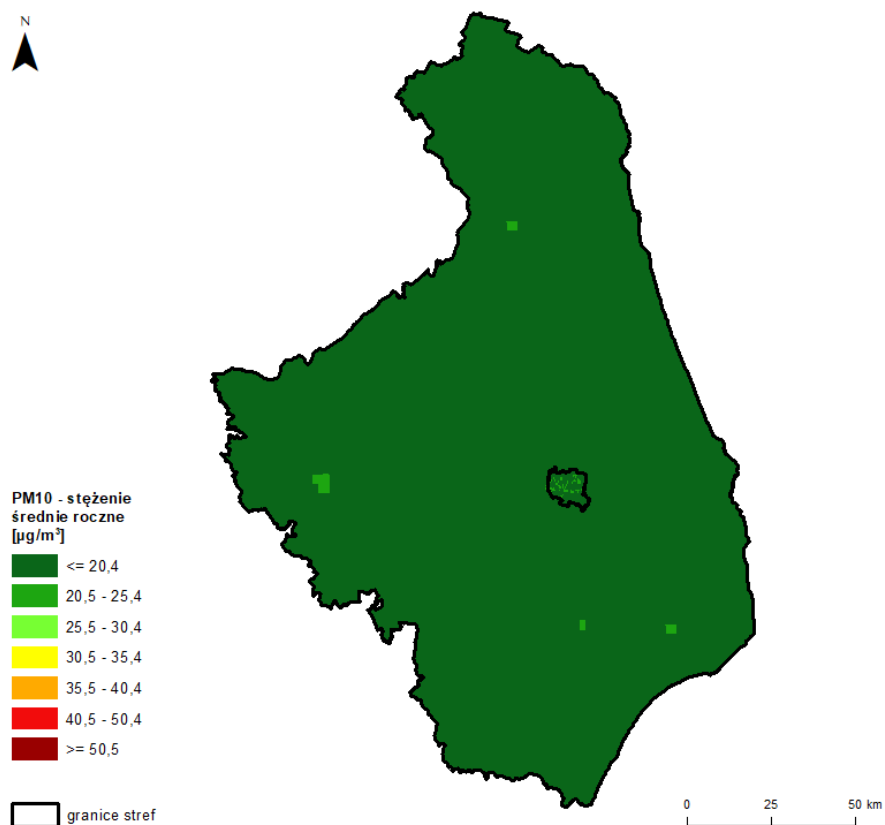 N
PM10 - stężenie
średnie roczne
[µg/m³]
<= 20,4
20,5 - 25,4
25,5 - 30,4
30,5 - 35,4
35,5 - 40,4
40,5 - 50,4
>= 50,5
granice stref
0 25 50 km